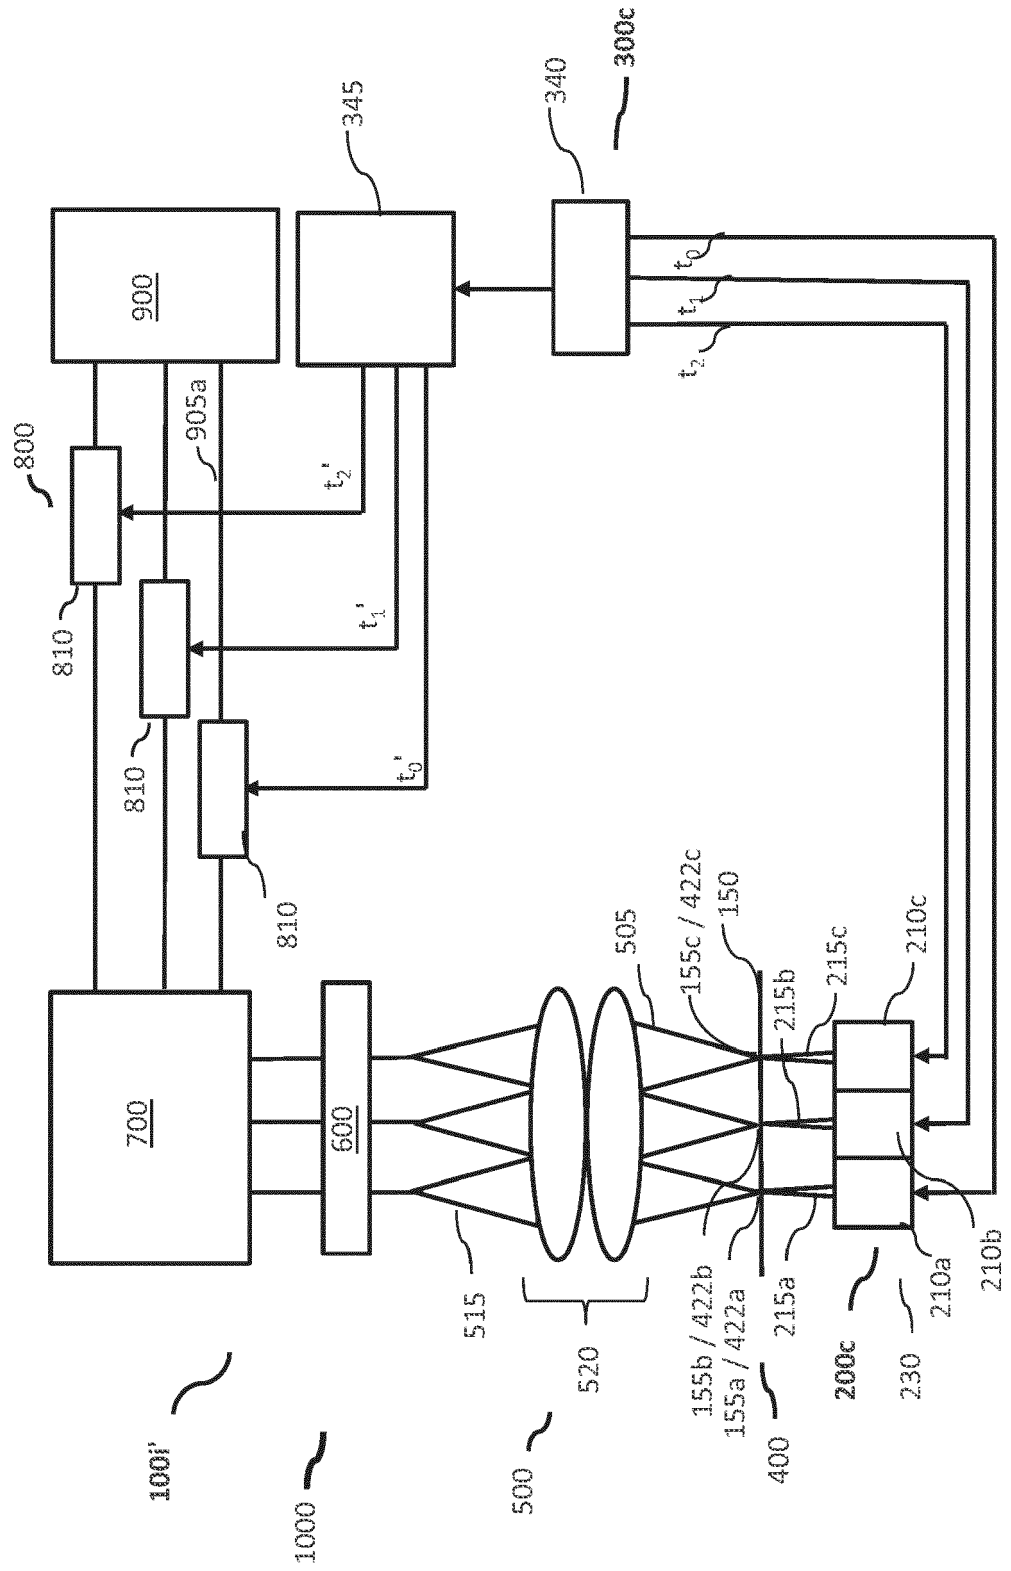 100i'
1000
500
400
700
600
515
520
155b / 422b
155a / 422a
215a
200c
230
210a
210b
505
155c / 422c
150
215b
215c
210c
810
810
810
800
t2'
t1'
t0'
905a
900
345
340
300c
t0
t1
t2